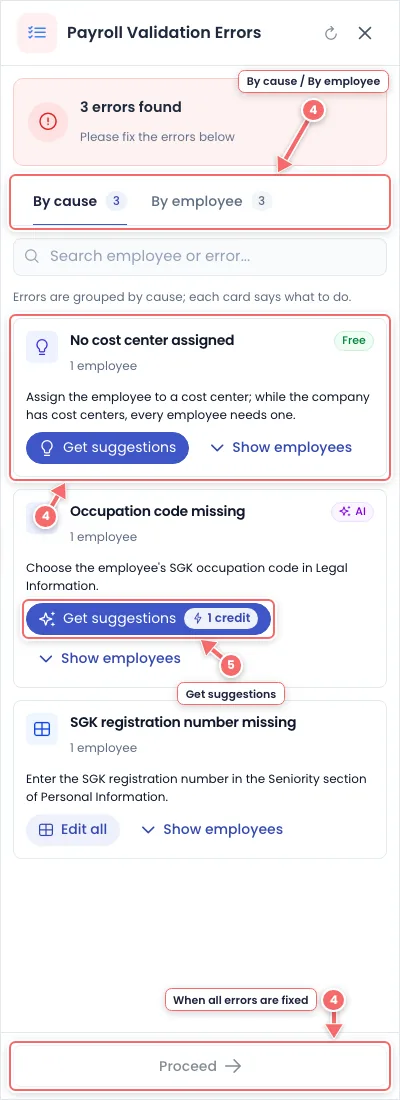 Payroll Validation Errors
By cause / By employee
3 errors found
4
Please fix the errors below
By cause 3 By employee 3
Search employee or error...
Errors are grouped by cause; each card says what to do.
No cost center assigned Free
1 employee
Assign the employee to a cost center; while the company
has cost centers, every employee needs one.
Get suggestions Show employees
4
Occupation code missing AI
1 employee
Choose the employee's SGK occupation code in Legal
Information.
Get suggestions 1 credit
Show employees
5
Get suggestions
SGK registration number missing
1 employee
Enter the SGK registration number in the Seniority section
of Personal Information.
Edit all Show employees
When all errors are fixed 4
Proceed